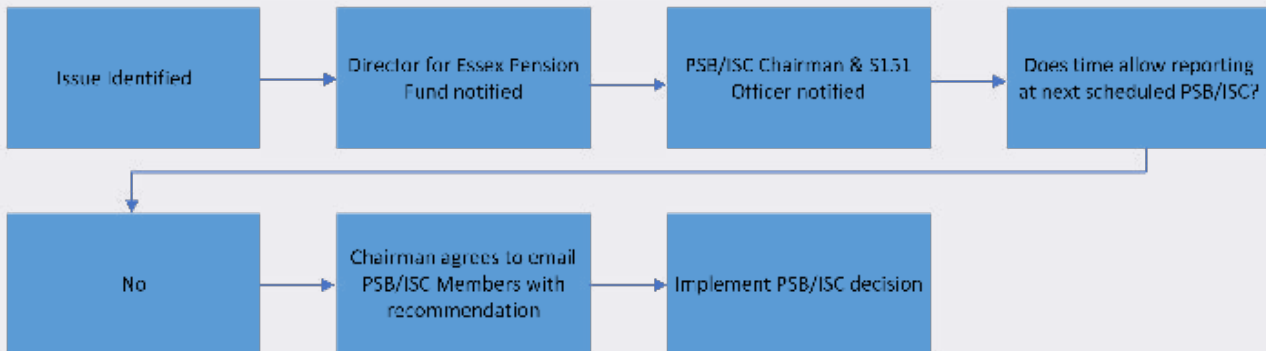 Issue Identified
Director for Essex Pension
Fund notified
PSB/ISC Chairman & S151
Officer notified
Does time allow reporting
at next scheduled PSB/ISC?
No
Chairman agrees to email
PSB/ISC Members with
recommendation
Implement PSB/ISC decision